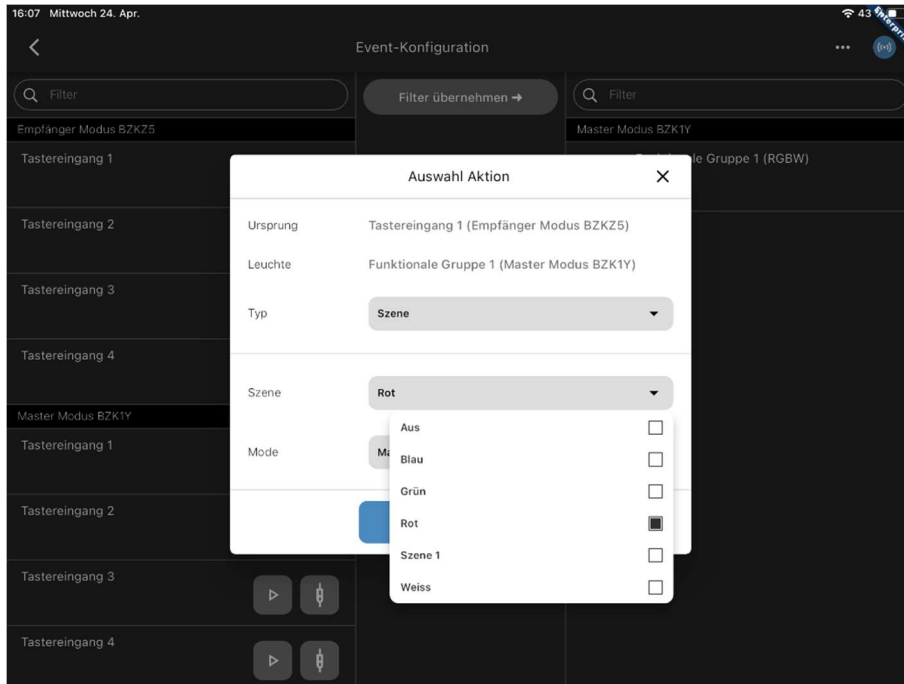 16:07 Mittwoch 24. Apr.
43
Enterpri
Event-Konfiguration
Filter
Filter übernehmen
Filter
Empfänger Modus BZKZ5
Master Modus BZK1Y
Tastereingang 1
le Gruppe 1 (RGBW)
Tastereingang 2
Tastereingang 3
Tastereingang 4
Master Modus BZK1Y
Tastereingang 1
Tastereingang 2
Tastereingang 3
Tastereingang 4
Auswahl Aktion
Ursprung Tastereingang 1 (Empfänger Modus BZKZ5)
Leuchte Funktionale Gruppe 1 (Master Modus BZK1Y)
Typ Szene
Szene Rot
Mode Ma
Aus
Blau
Grün
Rot
Szene 1
Weiss